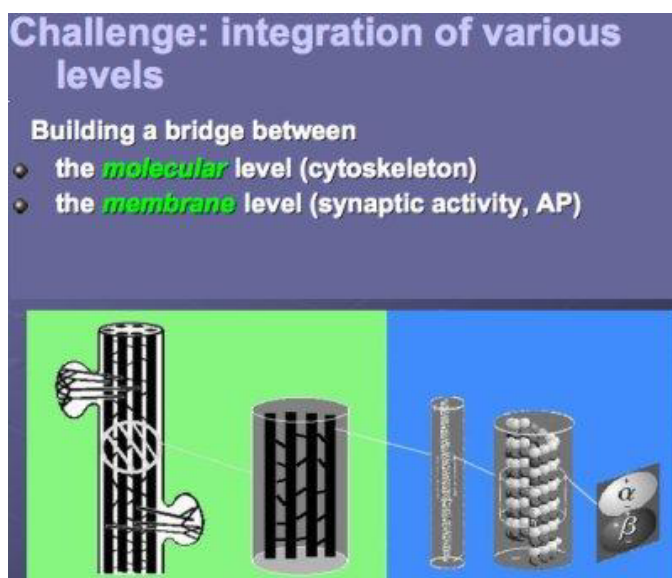 Challenge: integration of various
levels
Building a bridge between
the molecular level (cytoskeleton)
the membrane level (synaptic activity, AP)
α
β